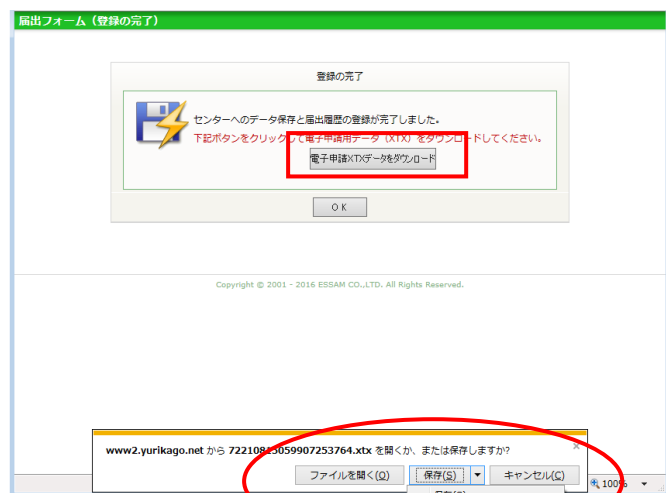 届出フォーム（登録の完了）
登録の完了
センターへのデータ保存と届出履歴の登録が完了しました。
下記ボタンをクリックして電子申請用データ（XTX）をダウンロードしてください。
電子申請XTXデータをダウンロード
ＯＫ
Copyright © 2001 - 2016 ESSAM CO.,LTD. All Rights Reserved.
www2.yurikago.net から 72210815059907253764.xtx を開くか、または保存しますか?
×
ファイルを開く(O) 保存(S) ▼ キャンセル(C)
100% ▼